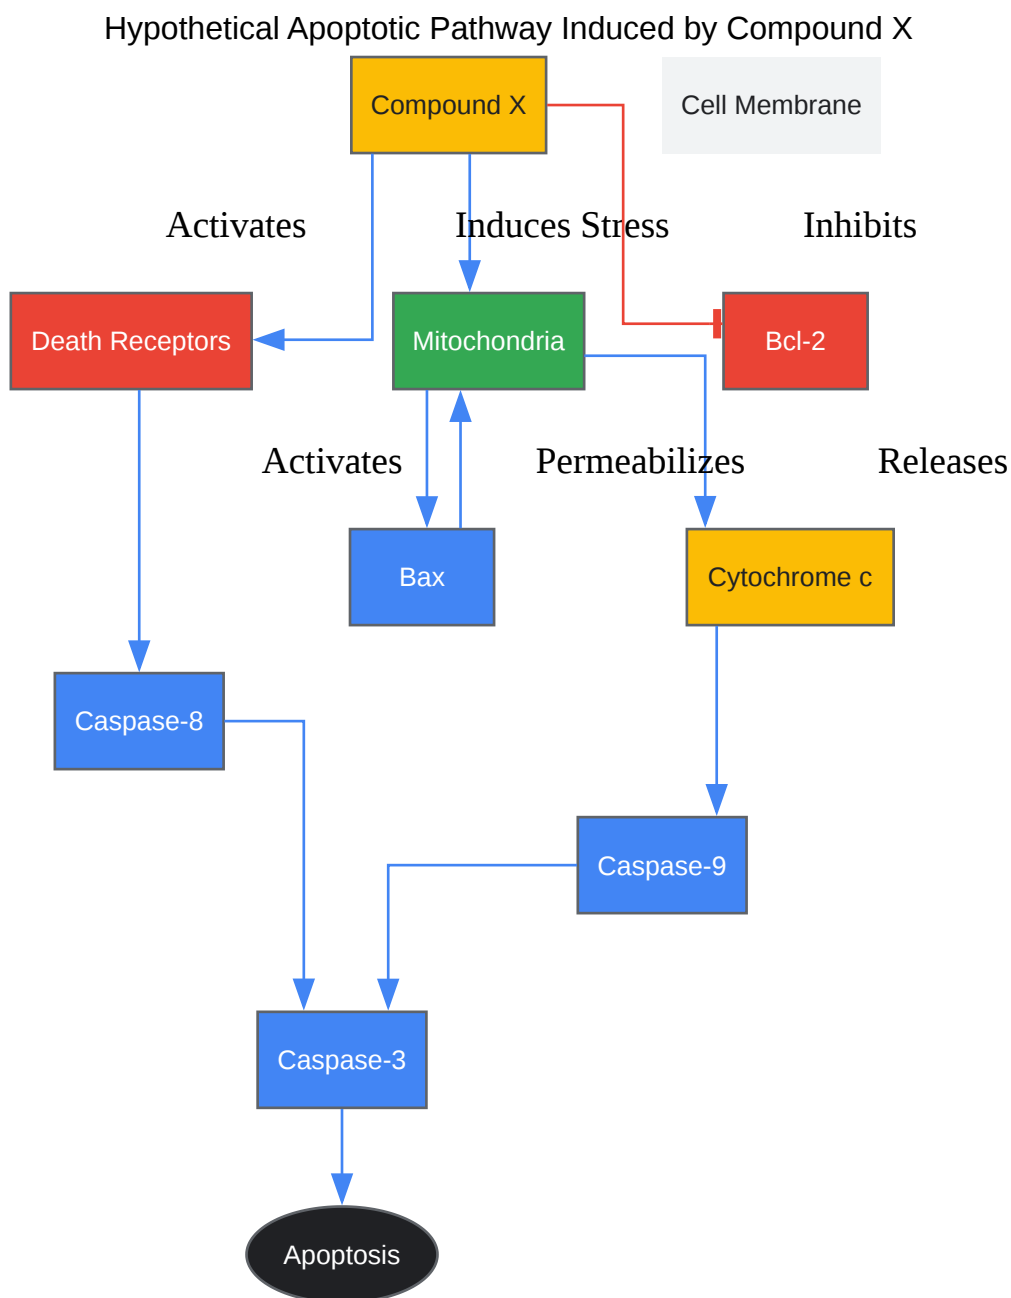 Hypothetical Apoptotic Pathway Induced by Compound X
Compound X
Cell Membrane
Activates
Induces Stress
Inhibits
Death Receptors
Mitochondria
Bcl-2
Activates
Permeabilizes
Releases
Bax
Cytochrome c
Caspase-8
Caspase-9
Caspase-3
Apoptosis